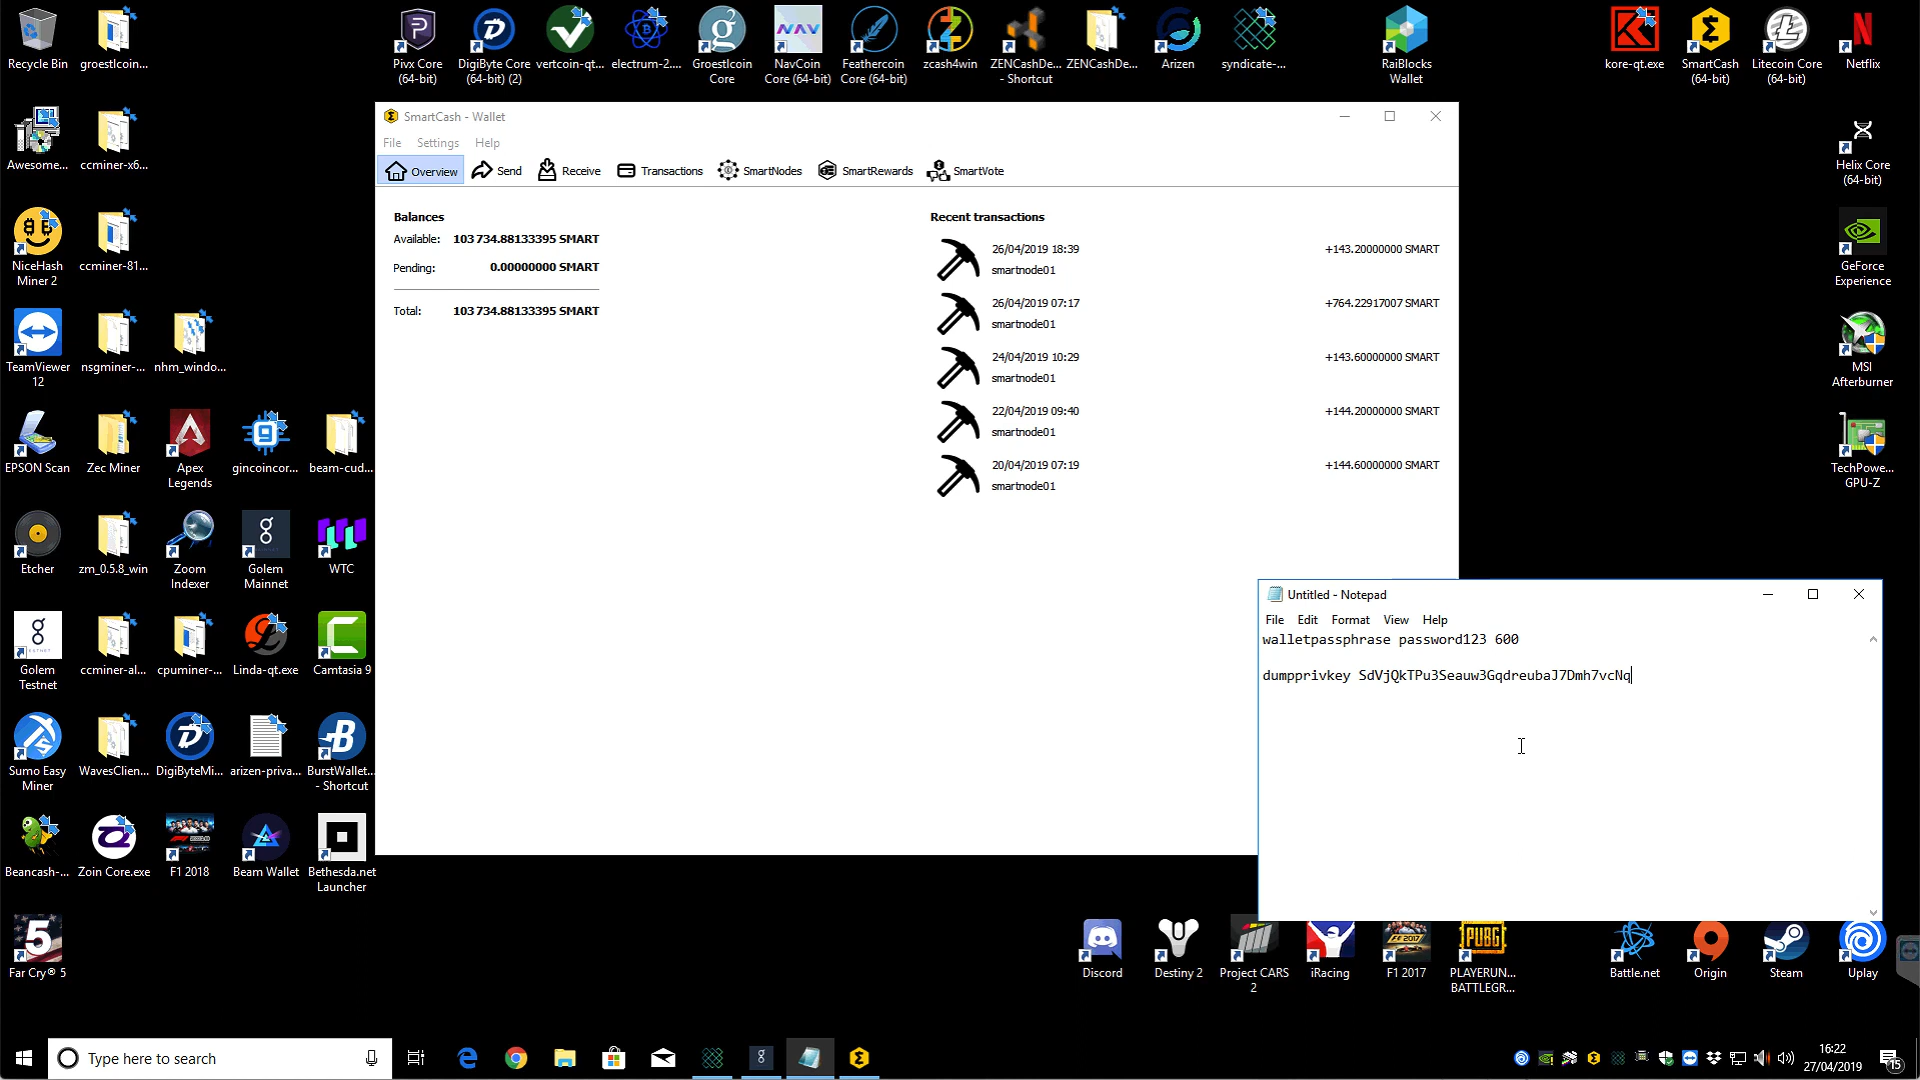 Recycle Bin
groestlcoin...
Pivx Core
(64-bit)
DigiByte Core
(64-bit) (2)
vertcoin-qt...
electrum-2....
Groestlcoin
Core
NAV
NavCoin
Core (64-bit)
Feathercoin
Core (64-bit)
zcash4win
ZENCashDe...
- Shortcut
ZENCashDe...
Arizen
syndicate-...
RaiBlocks
Wallet
kore-qt.exe
SmartCash
(64-bit)
Litecoin Core
(64-bit)
Netflix
Awesome...
ccminer-x6...
NiceHash
Miner 2
ccminer-81...
TeamViewer
12
nsgminer-...
nhm_windo...
EPSON Scan
Zec Miner
Apex
Legends
gincoincor...
beam-cud...
Etcher
zm_0.5.8_win
Zoom
Indexer
Golem
Mainnet
WTC
Golem
Testnet
ccminer-al...
cpuminer-...
Linda-qt.exe
Camtasia 9
Sumo Easy
Miner
WavesClien...
DigiByteMi...
arizen-priva...
BurstWallet...
- Shortcut
Beancash-...
Zoin Core.exe
F1 2018
Beam Wallet
Bethesda.net
Launcher
5
Far Cry® 5
Helix Core
(64-bit)
GeForce
Experience
MSI
Afterburner
TechPowe...
GPU-Z
SmartCash - Wallet
File Settings Help
Overview Send Receive Transactions SmartNodes SmartRewards SmartVote
Balances
Available: 103 734.88133395 SMART
Pending: 0.00000000 SMART
Total: 103 734.88133395 SMART
Recent transactions
26/04/2019 18:39 +143.20000000 SMART
smartnode01
26/04/2019 07:17 +764.22917007 SMART
smartnode01
24/04/2019 10:29 +143.60000000 SMART
smartnode01
22/04/2019 09:40 +144.20000000 SMART
smartnode01
20/04/2019 07:19 +144.60000000 SMART
smartnode01
Untitled - Notepad
File Edit Format View Help
walletpassphrase password123 600
dumpprivkey SdVjQkTPu3Seauw3GqdreubaJ7Dmh7vcNq
Discord
Destiny 2
Project CARS
2
iRacing
F1 2017
PUBG
PLAYERUN...
BATTLEGR...
Battle.net
Origin
Steam
Uplay
Type here to search
16:22
27/04/2019
15